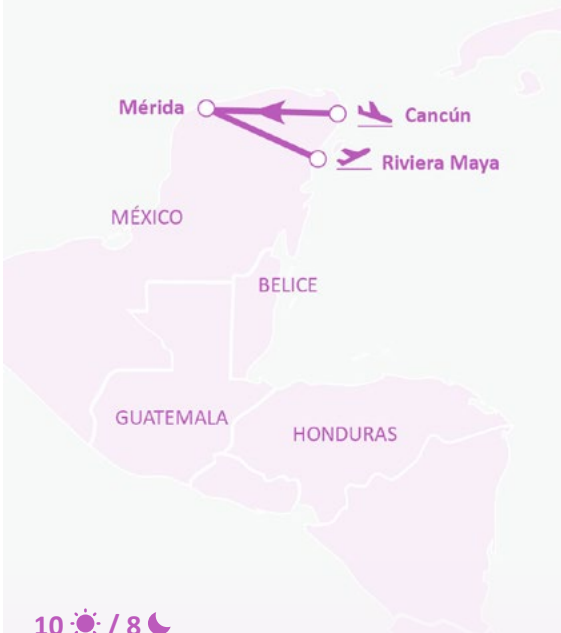 Mérida
Cancún
Riviera Maya
MÉXICO
BELICE
GUATEMALA
HONDURAS
10 / 8